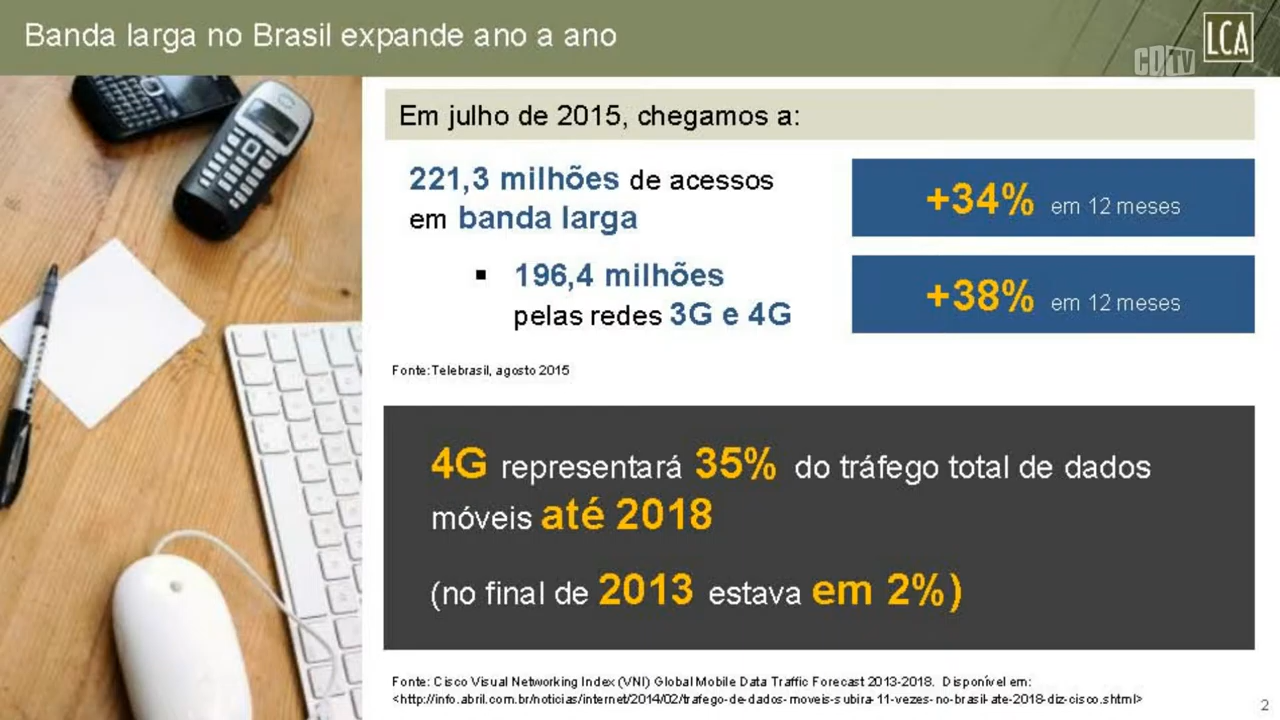 Banda larga no Brasil expande ano a ano
CD TV
LCA
Em julho de 2015, chegamos a:
221,3 milhões de acessos
em banda larga
+34% em 12 meses
▪ 196,4 milhões
pelas redes 3G e 4G
+38% em 12 meses
Fonte: Telebrasil, agosto 2015
4G representará 35% do tráfego total de dados
móveis até 2018
(no final de 2013 estava em 2%)
Fonte: Cisco Visual Networking Index (VNI) Global Mobile Data Traffic Forecast 2013-2018. Disponível em:
<http://info.abril.com.br/noticias/internet/2014/02/trafego-de-dados-moveis-subira-11-vezes-no-brasil-ate-2018-diz-cisco.shtml>
2